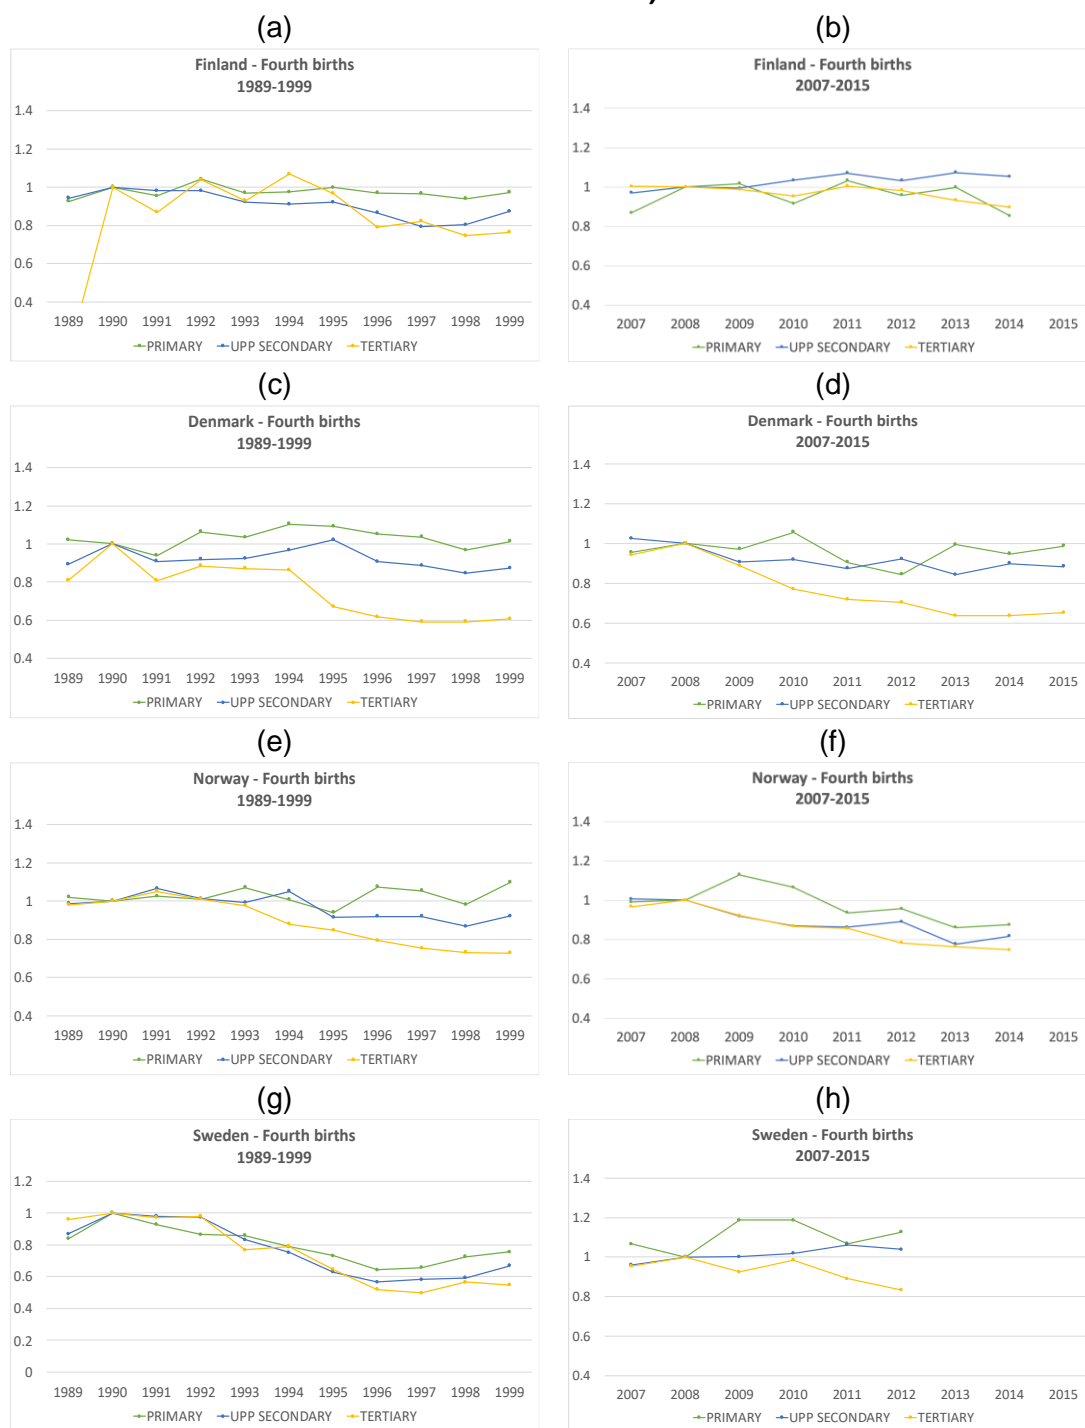 (a)
Finland - Fourth births
1989-1999
1.4
1.2
1
0.8
0.6
0.4
1989 1990 1991 1992 1993 1994 1995 1996 1997 1998 1999
PRIMARY UPP SECONDARY TERTIARY
(b)
Finland - Fourth births
2007-2015
1.4
1.2
1
0.8
0.6
0.4
2007 2008 2009 2010 2011 2012 2013 2014 2015
PRIMARY UPP SECONDARY TERTIARY
(c)
Denmark - Fourth births
1989-1999
1.4
1.2
1
0.8
0.6
0.4
1989 1990 1991 1992 1993 1994 1995 1996 1997 1998 1999
PRIMARY UPP SECONDARY TERTIARY
(d)
Denmark - Fourth births
2007-2015
1.4
1.2
1
0.8
0.6
0.4
2007 2008 2009 2010 2011 2012 2013 2014 2015
PRIMARY UPP SECONDARY TERTIARY
(e)
Norway - Fourth births
1989-1999
1.4
1.2
1
0.8
0.6
0.4
1989 1990 1991 1992 1993 1994 1995 1996 1997 1998 1999
PRIMARY UPP SECONDARY TERTIARY
(f)
Norway - Fourth births
2007-2015
1.4
1.2
1
0.8
0.6
0.4
2007 2008 2009 2010 2011 2012 2013 2014 2015
PRIMARY UPP SECONDARY TERTIARY
(g)
Sweden - Fourth births
1989-1999
1.2
1
0.8
0.6
0.4
0.2
0
1989 1990 1991 1992 1993 1994 1995 1996 1997 1998 1999
PRIMARY UPP SECONDARY TERTIARY
(h)
Sweden - Fourth births
2007-2015
1.4
1.2
1
0.8
0.6
0.4
2007 2008 2009 2010 2011 2012 2013 2014 2015
PRIMARY UPP SECONDARY TERTIARY